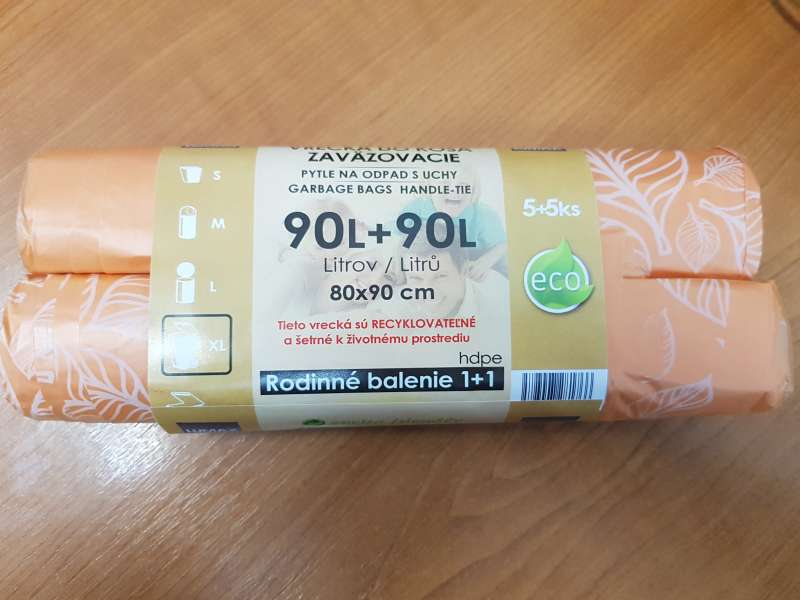 VRECKÁ DO KOŠA
ZAVÄZOVACIE
PYTLE NA ODPAD S UCHY
GARBAGE BAGS HANDLE-TIE
90L+90L
Litrov / Litrů
80x90 cm
Tieto vrecká sú RECYKLOVATEĽNÉ
a šetrné k životnému prostrediu
hdpe
Rodinné balenie 1+1
S
M
L
XL
5+5ks
eco